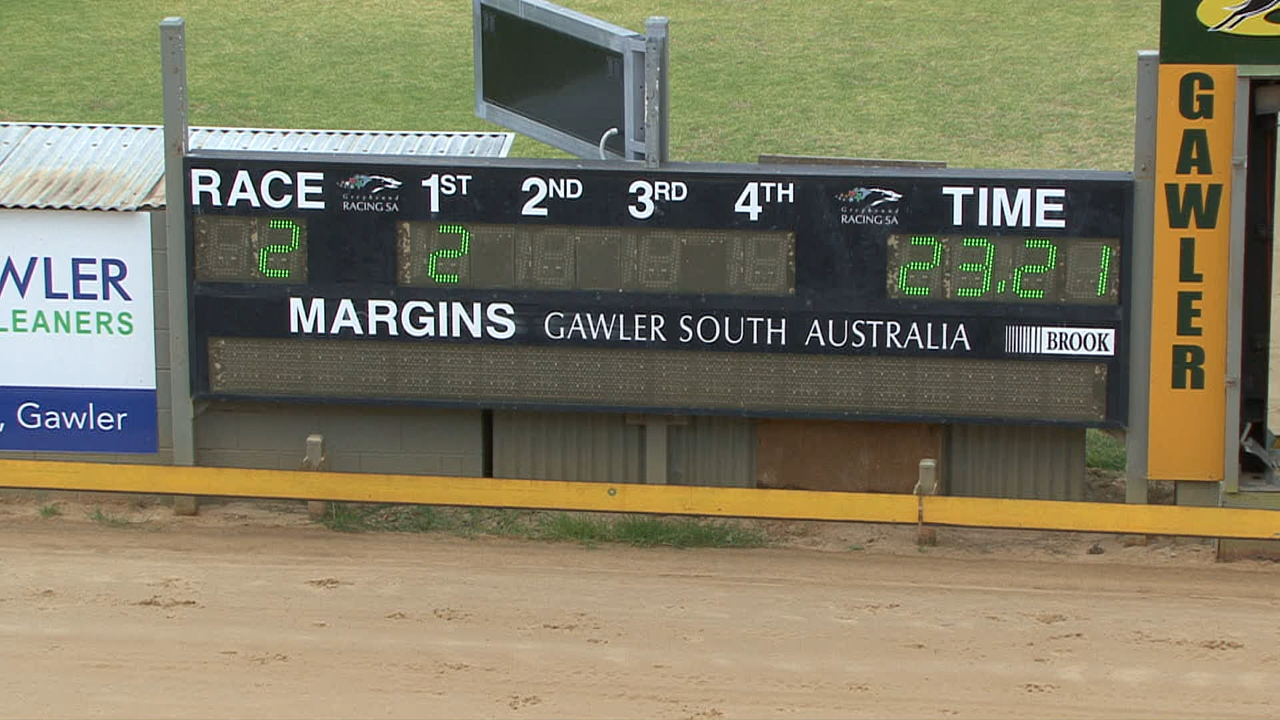 RACE Greyhound RACING SA 1ST 2ND 3RD 4TH Greyhound RACING SA TIME
2 2 23.21
MARGINS GAWLER SOUTH AUSTRALIA BROOK
WLER
LEANERS
, Gawler
GAWLER